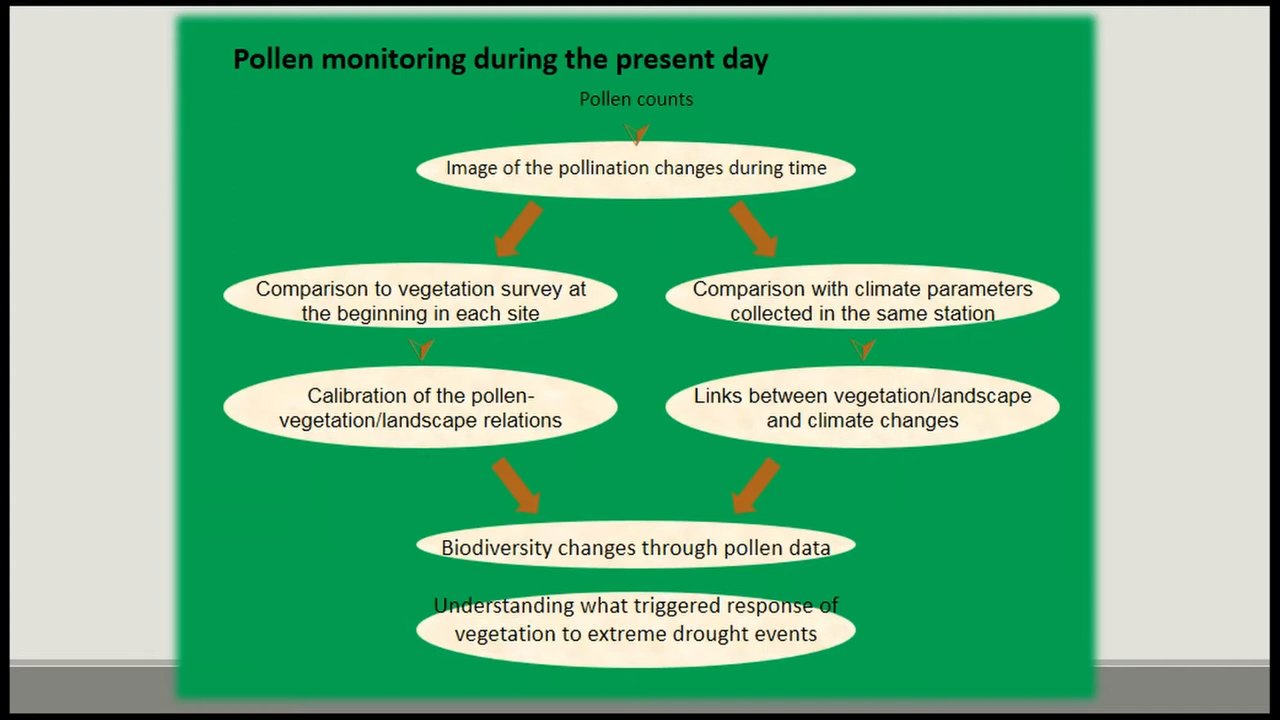 Pollen monitoring during the present day
Pollen counts
Image of the pollination changes during time
Comparison to vegetation survey at
the beginning in each site
Comparison with climate parameters
collected in the same station
Calibration of the pollen-
vegetation/landscape relations
Links between vegetation/landscape
and climate changes
Biodiversity changes through pollen data
Understanding what triggered response of
vegetation to extreme drought events